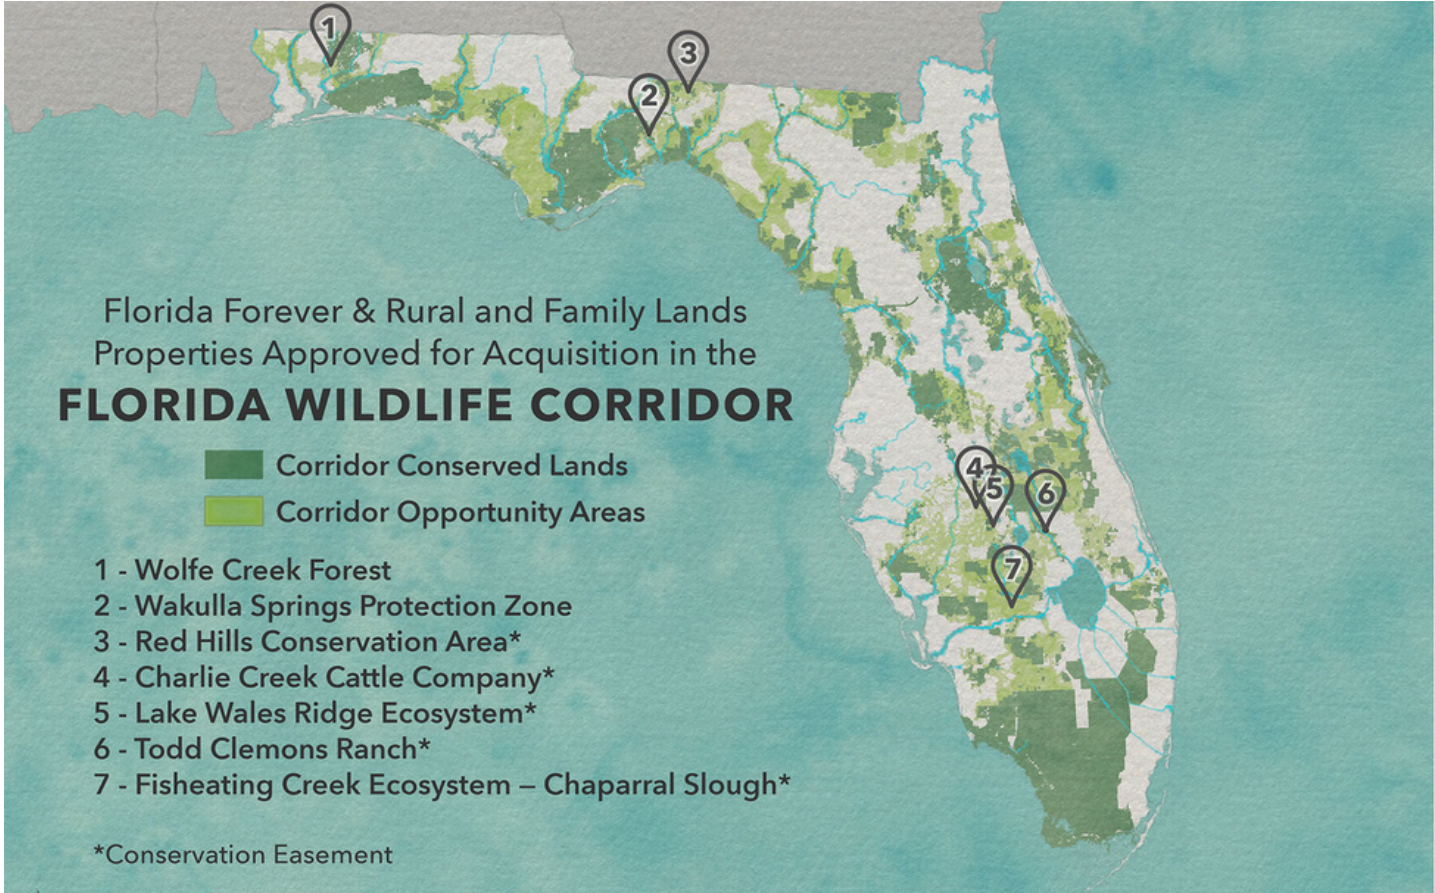 1
3
2
Florida Forever & Rural and Family Lands
Properties Approved for Acquisition in the
FLORIDA WILDLIFE CORRIDOR
Corridor Conserved Lands
Corridor Opportunity Areas
4
5
6
7
1 - Wolfe Creek Forest
2 - Wakulla Springs Protection Zone
3 - Red Hills Conservation Area*
4 - Charlie Creek Cattle Company*
5 - Lake Wales Ridge Ecosystem*
6 - Todd Clemons Ranch*
7 - Fisheating Creek Ecosystem – Chaparral Slough*
*Conservation Easement